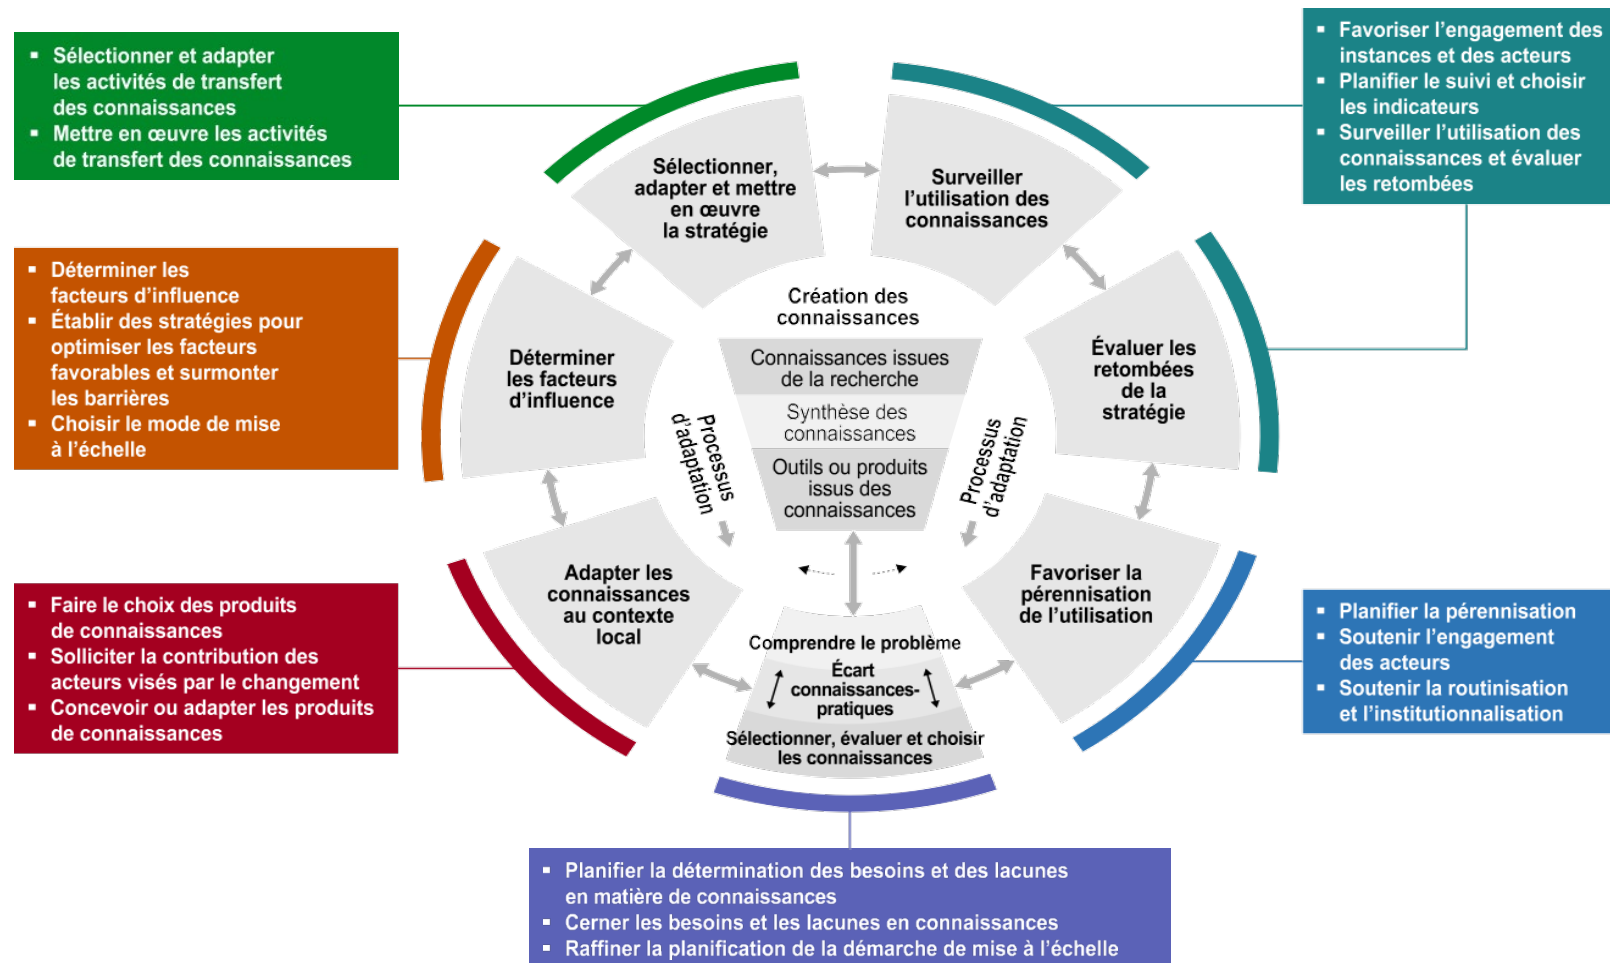 ▪ Sélectionner et adapter
les activités de transfert
des connaissances
▪ Mettre en œuvre les activités
de transfert des connaissances
▪ Favoriser l’engagement des
instances et des acteurs
▪ Planifier le suivi et choisir
les indicateurs
▪ Surveiller l’utilisation des
connaissances et évaluer
les retombées
Sélectionner,
adapter et mettre
en œuvre
la stratégie
Surveiller
l’utilisation des
connaissances
▪ Déterminer les
facteurs d’influence
▪ Établir des stratégies pour
optimiser les facteurs
favorables et surmonter
les barrières
▪ Choisir le mode de mise
à l’échelle
Déterminer
les facteurs
d’influence
Création des
connaissances
Connaissances issues
de la recherche
Synthèse des
connaissances
Outils ou produits
issus des
connaissances
Processus
d’adaptation
Processus
d’adaptation
Évaluer les
retombées
de la
stratégie
▪ Faire le choix des produits
de connaissances
▪ Solliciter la contribution des
acteurs visés par le changement
▪ Concevoir ou adapter les produits
de connaissances
Adapter les
connaissances
au contexte
local
Comprendre le problème
Écart
connaissances-
pratiques
Sélectionner, évaluer et choisir
les connaissances
Favoriser la
pérennisation
de l’utilisation
▪ Planifier la pérennisation
▪ Soutenir l’engagement
des acteurs
▪ Soutenir la routinisation
et l’institutionnalisation
▪ Planifier la détermination des besoins et des lacunes
en matière de connaissances
▪ Cerner les besoins et les lacunes en connaissances
▪ Raffiner la planification de la démarche de mise à l’échelle